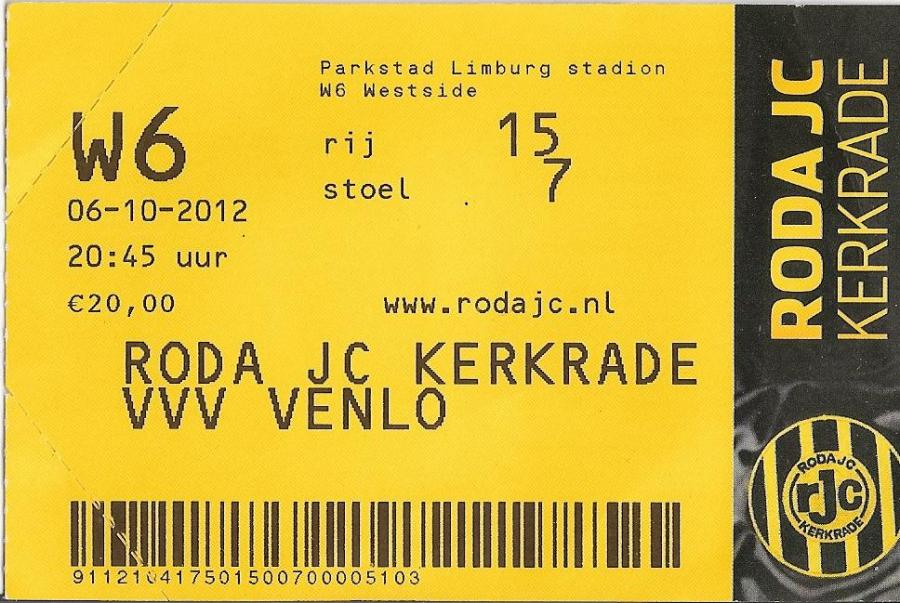 Parkstad Limburg stadion
W6 Westside
W6
rij 15
stoel 7
06-10-2012
20:45 uur
€20,00
www.rodajc.nl
RODA JC KERKRADE
VVV VENLO
911210417501500700005103
RODA JC
KERKRADE
RODA JC
rJc
KERKRADE